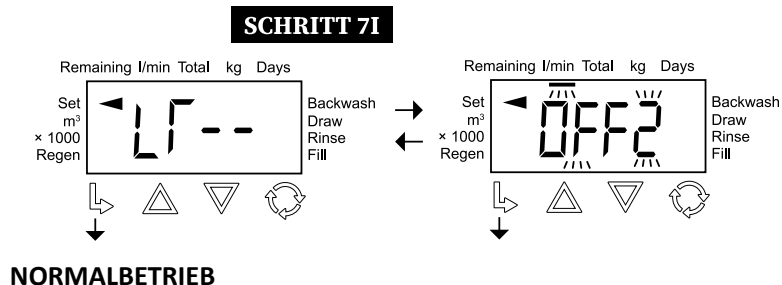 SCHRITT 7I
Remaining l/min Total kg Days
Set
m³
× 1000
Regen
LT--
Backwash
Draw
Rinse
Fill
Remaining l/min Total kg Days
Set
m³
× 1000
Regen
OFF2
Backwash
Draw
Rinse
Fill
NORMALBETRIEB